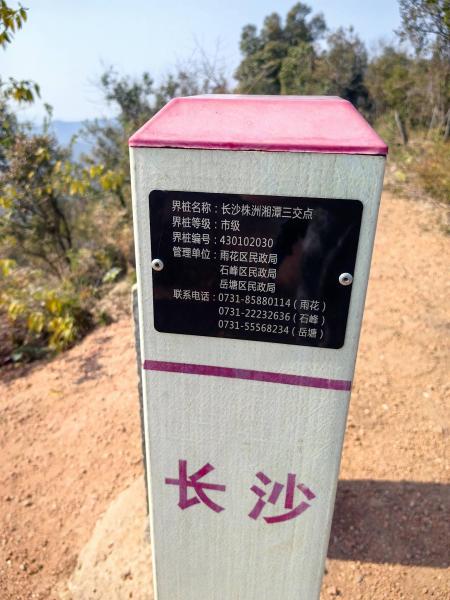 界桩名称：长沙株洲湘潭三交点
界桩等级：市级
界桩编号：430102030
管理单位：雨花区民政局
石峰区民政局
岳塘区民政局
联系电话：0731-85880114（雨花）
0731-22232636（石峰）
0731-55568234（岳塘）
长沙